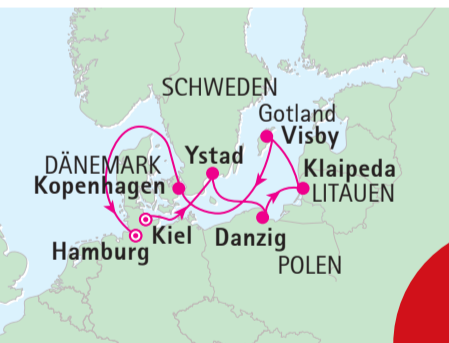 SCHWEDEN
Gotland
Visby
Ystad
DÄNEMARK
Kopenhagen
Klaipeda
LITAUEN
Kiel
Danzig
Hamburg
POLEN